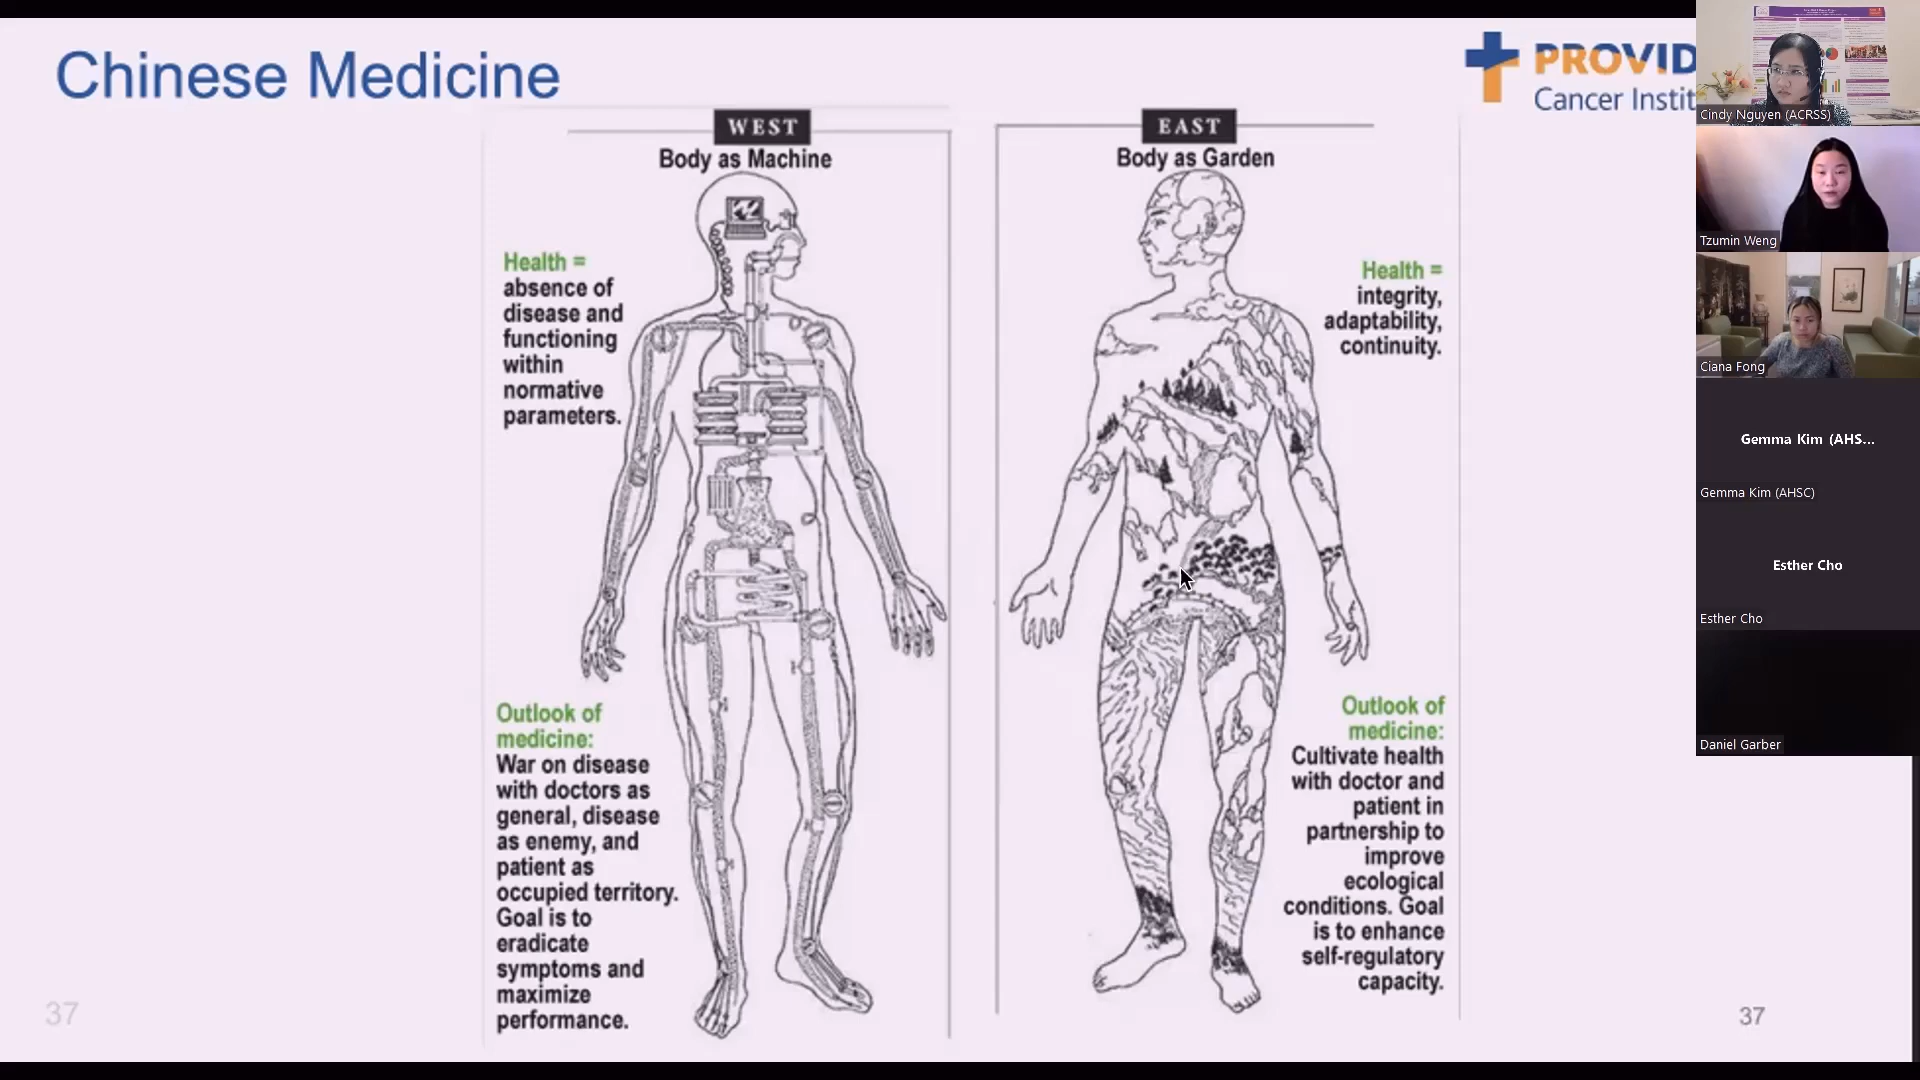 Chinese Medicine
PROVID
Cancer Instit
WEST
Body as Machine
Health =
absence of
disease and
functioning
within
normative
parameters.
Outlook of
medicine:
War on disease
with doctors as
general, disease
as enemy, and
patient as
occupied territory.
Goal is to
eradicate
symptoms and
maximize
performance.
EAST
Body as Garden
Health =
integrity,
adaptability,
continuity.
Outlook of
medicine:
Cultivate health
with doctor and
patient in
partnership to
improve
ecological
conditions. Goal
is to enhance
self-regulatory
capacity.
37
37
Cindy Nguyen (ACRSS)
Tzumin Weng
Ciana Fong
Gemma Kim (AHS...
Gemma Kim (AHSC)
Esther Cho
Esther Cho
Daniel Garber